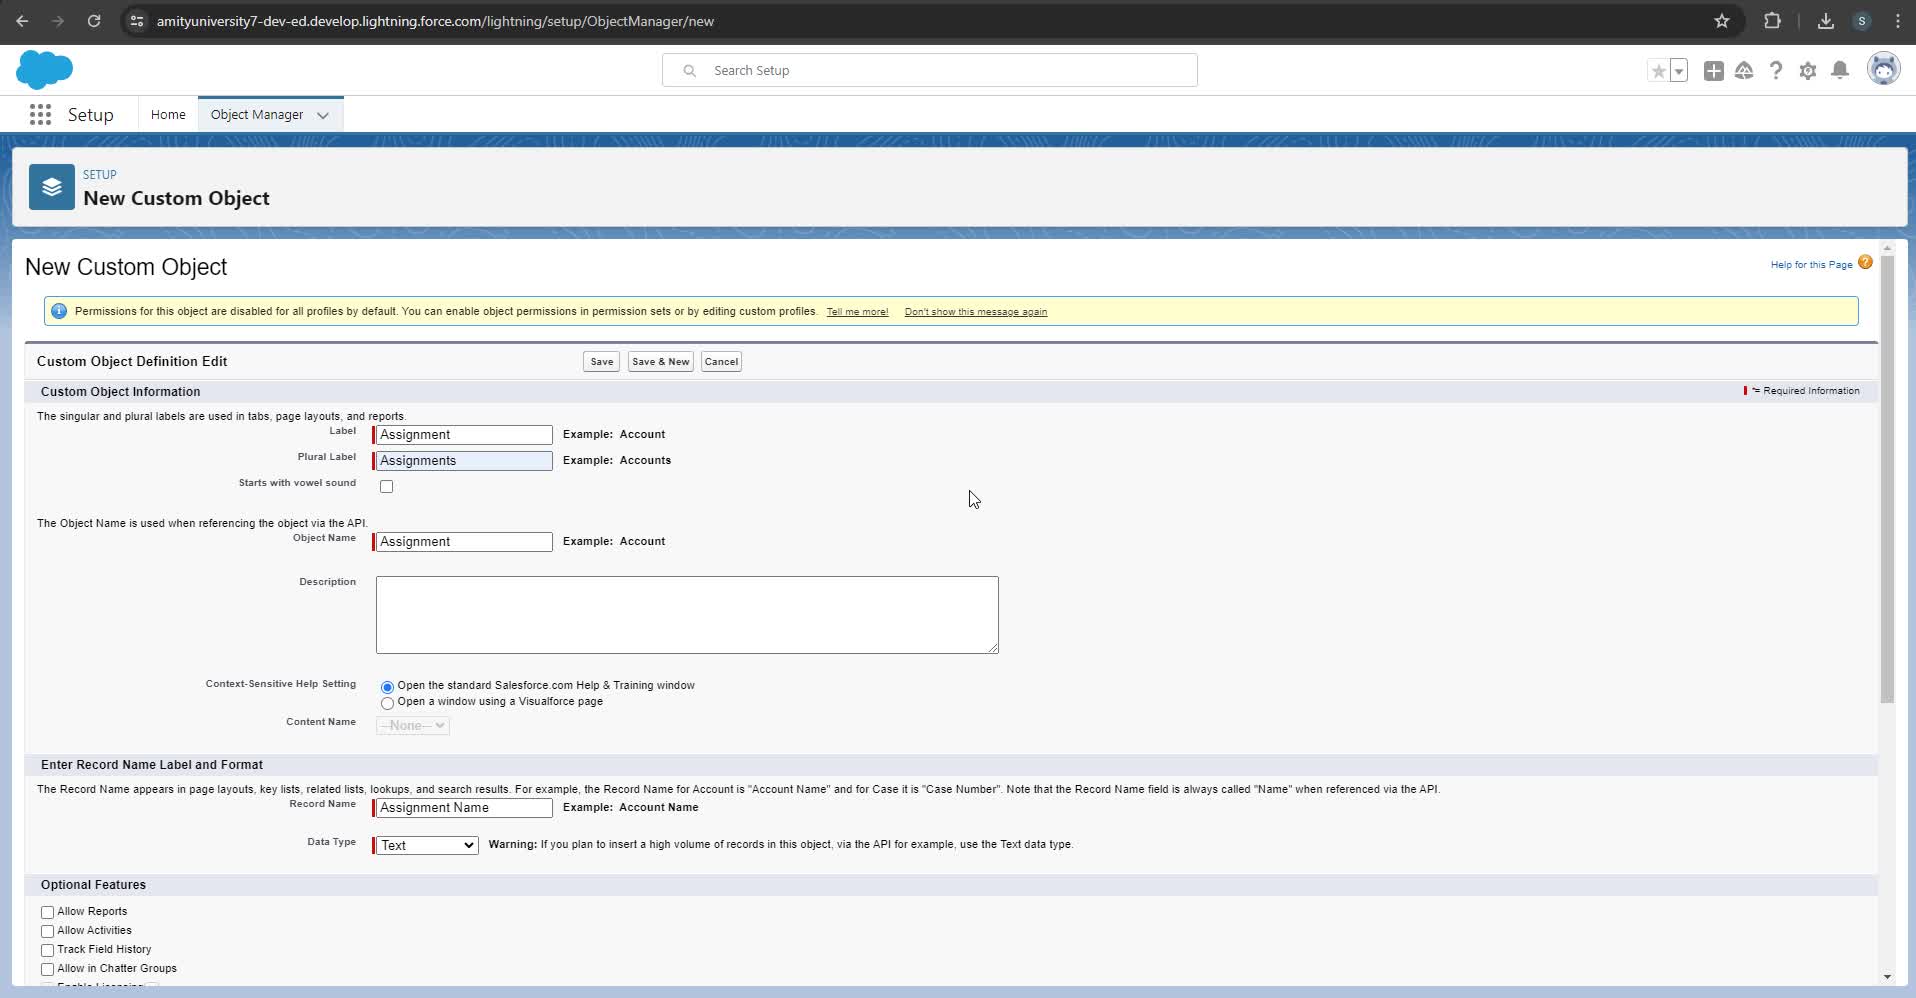 amityuniversity7-dev-ed.develop.lightning.force.com/lightning/setup/ObjectManager/new
S
Search Setup
Setup
Home
Object Manager
SETUP
New Custom Object
New Custom Object
Help for this Page
Permissions for this object are disabled for all profiles by default. You can enable object permissions in permission sets or by editing custom profiles. Tell me more! Don't show this message again
Custom Object Definition Edit Save Save & New Cancel
Custom Object Information = Required Information
The singular and plural labels are used in tabs, page layouts, and reports.
Label Assignment Example: Account
Plural Label Assignments Example: Accounts
Starts with vowel sound
The Object Name is used when referencing the object via the API.
Object Name Assignment Example: Account
Description
Context-Sensitive Help Setting Open the standard Salesforce.com Help & Training window
Open a window using a Visualforce page
Content Name --None--
Enter Record Name Label and Format
The Record Name appears in page layouts, key lists, related lists, lookups, and search results. For example, the Record Name for Account is "Account Name" and for Case it is "Case Number". Note that the Record Name field is always called "Name" when referenced via the API.
Record Name Assignment Name Example: Account Name
Data Type Text Warning: If you plan to insert a high volume of records in this object, via the API for example, use the Text data type.
Optional Features
Allow Reports
Allow Activities
Track Field History
Allow in Chatter Groups